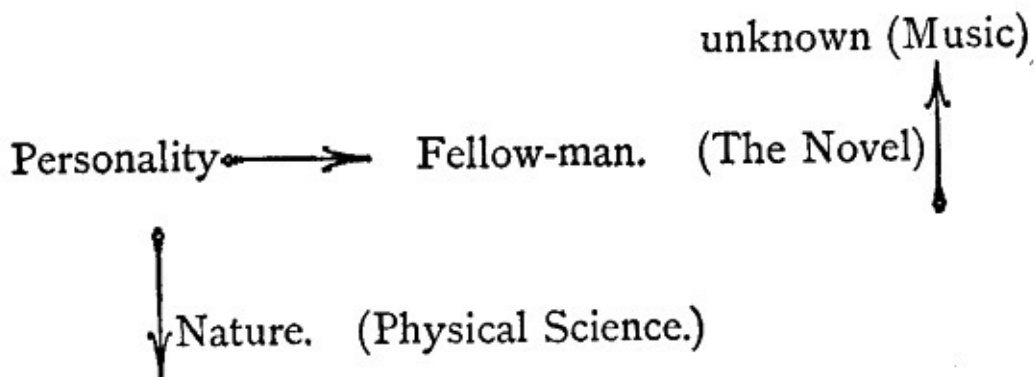 unknown (Music)
Personality Fellow-man. (The Novel)
Nature. (Physical Science.)